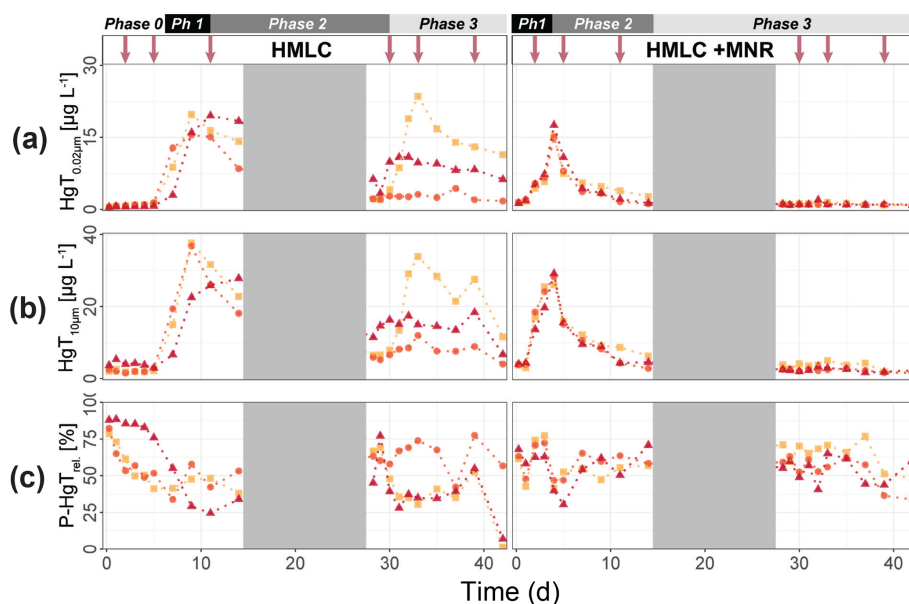 Phase 0 Ph 1 Phase 2 Phase 3 Ph1 Phase 2 Phase 3
HMLC HMLC +MNR
(a) HgT0.02µm [µg L-1] 30 15 0
(b) HgT10µm [µg L-1] 40 20 0
(c) P-HgTrel. [%] 100 75 50 25 0
0 10 20 30 40 0 10 20 30 40
Time (d)